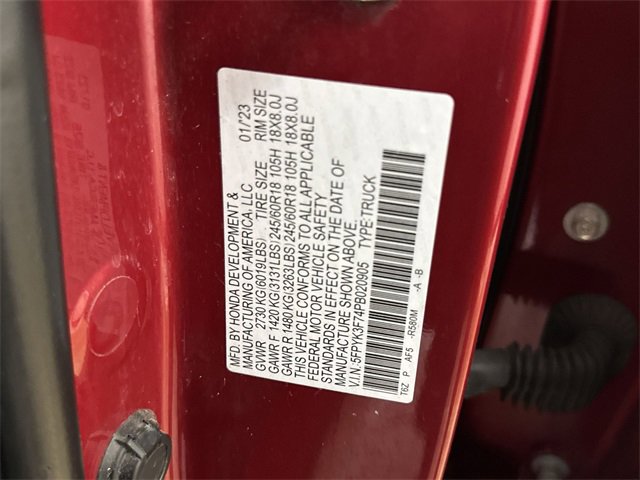 MFD. BY HONDA DEVELOPMENT &
MANUFACTURING OF AMERICA, LLC 01/'23
GVWR 2730 KG(6019LBS) TIRE SIZE RIM SIZE
GAWR F 1420 KG(3131LBS) 245/60R18 105H 18X8.0J
GAWR R 1480 KG(3263LBS) 245/60R18 105H 18X8.0J
THIS VEHICLE CONFORMS TO ALL APPLICABLE
FEDERAL MOTOR VEHICLE SAFETY
STANDARDS IN EFFECT ON THE DATE OF
MANUFACTURE SHOWN ABOVE.
V.I.N.:5FPYK3F74PB020905 TYPE:TRUCK
T6Z P AF5 -R580M -A -B